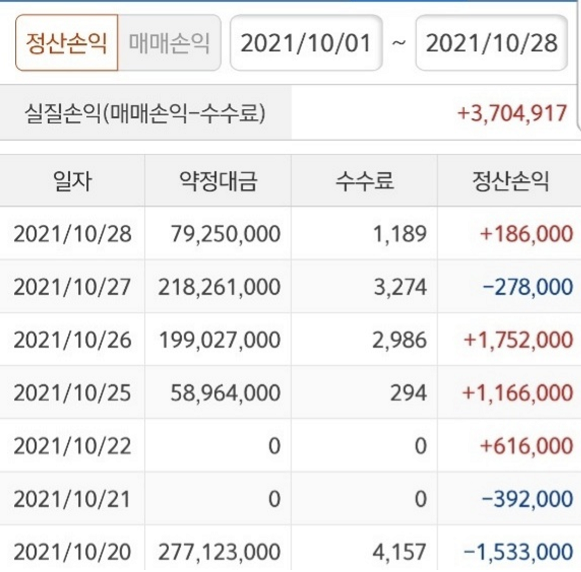 정산손익 매매손익 2021/10/01 ~ 2021/10/28
실질손익(매매손익-수수료) +3,704,917
일자 약정대금 수수료 정산손익
2021/10/28 79,250,000 1,189 +186,000
2021/10/27 218,261,000 3,274 -278,000
2021/10/26 199,027,000 2,986 +1,752,000
2021/10/25 58,964,000 294 +1,166,000
2021/10/22 0 0 +616,000
2021/10/21 0 0 -392,000
2021/10/20 277,123,000 4,157 -1,533,000